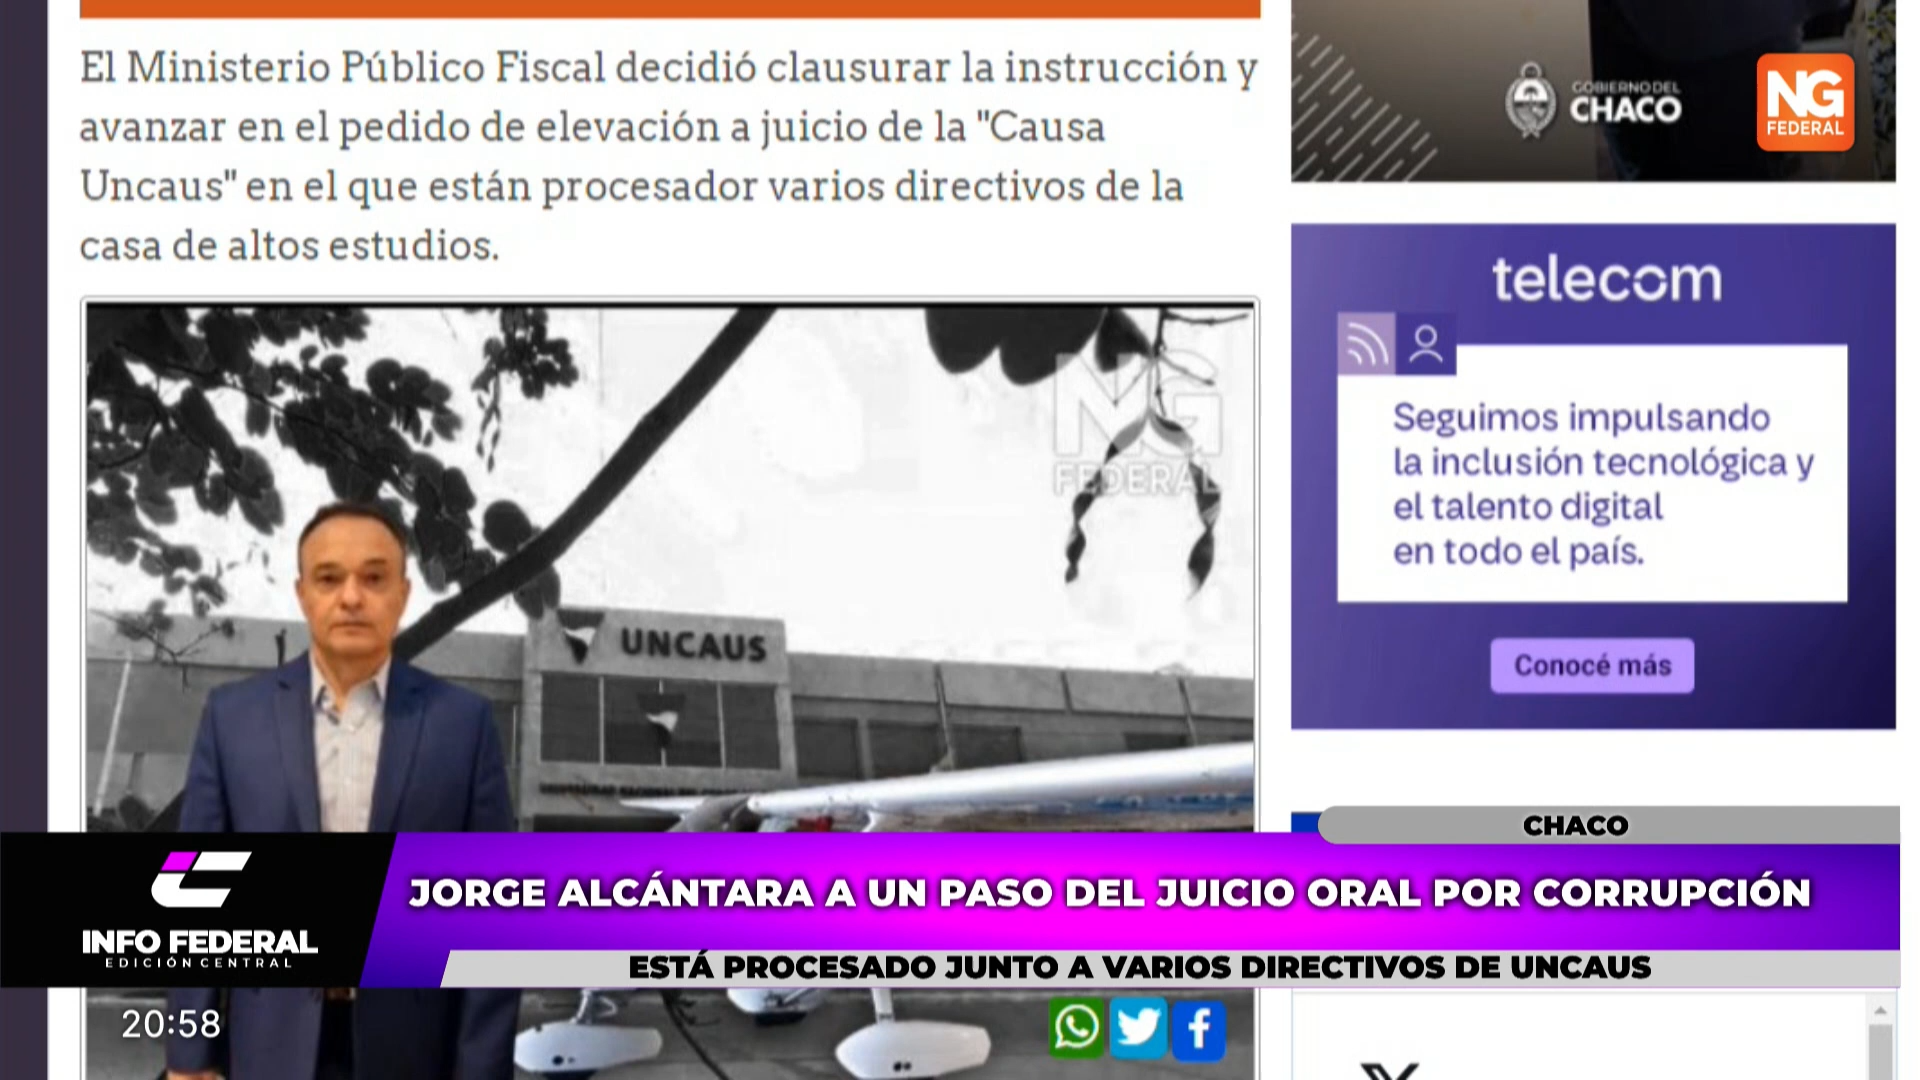 El Ministerio Público Fiscal decidió clausurar la instrucción y
avanzar en el pedido de elevación a juicio de la "Causa
Uncaus" en el que están procesador varios directivos de la
casa de altos estudios.
GOBIERNO DEL
CHACO
NG
FEDERAL
telecom
Seguimos impulsando
la inclusión tecnológica y
el talento digital
en todo el país.
Conocé más
NG
FEDERAL
UNCAUS
CHACO
JORGE ALCÁNTARA A UN PASO DEL JUICIO ORAL POR CORRUPCIÓN
ESTÁ PROCESADO JUNTO A VARIOS DIRECTIVOS DE UNCAUS
INFO FEDERAL
EDICIÓN CENTRAL
20:58